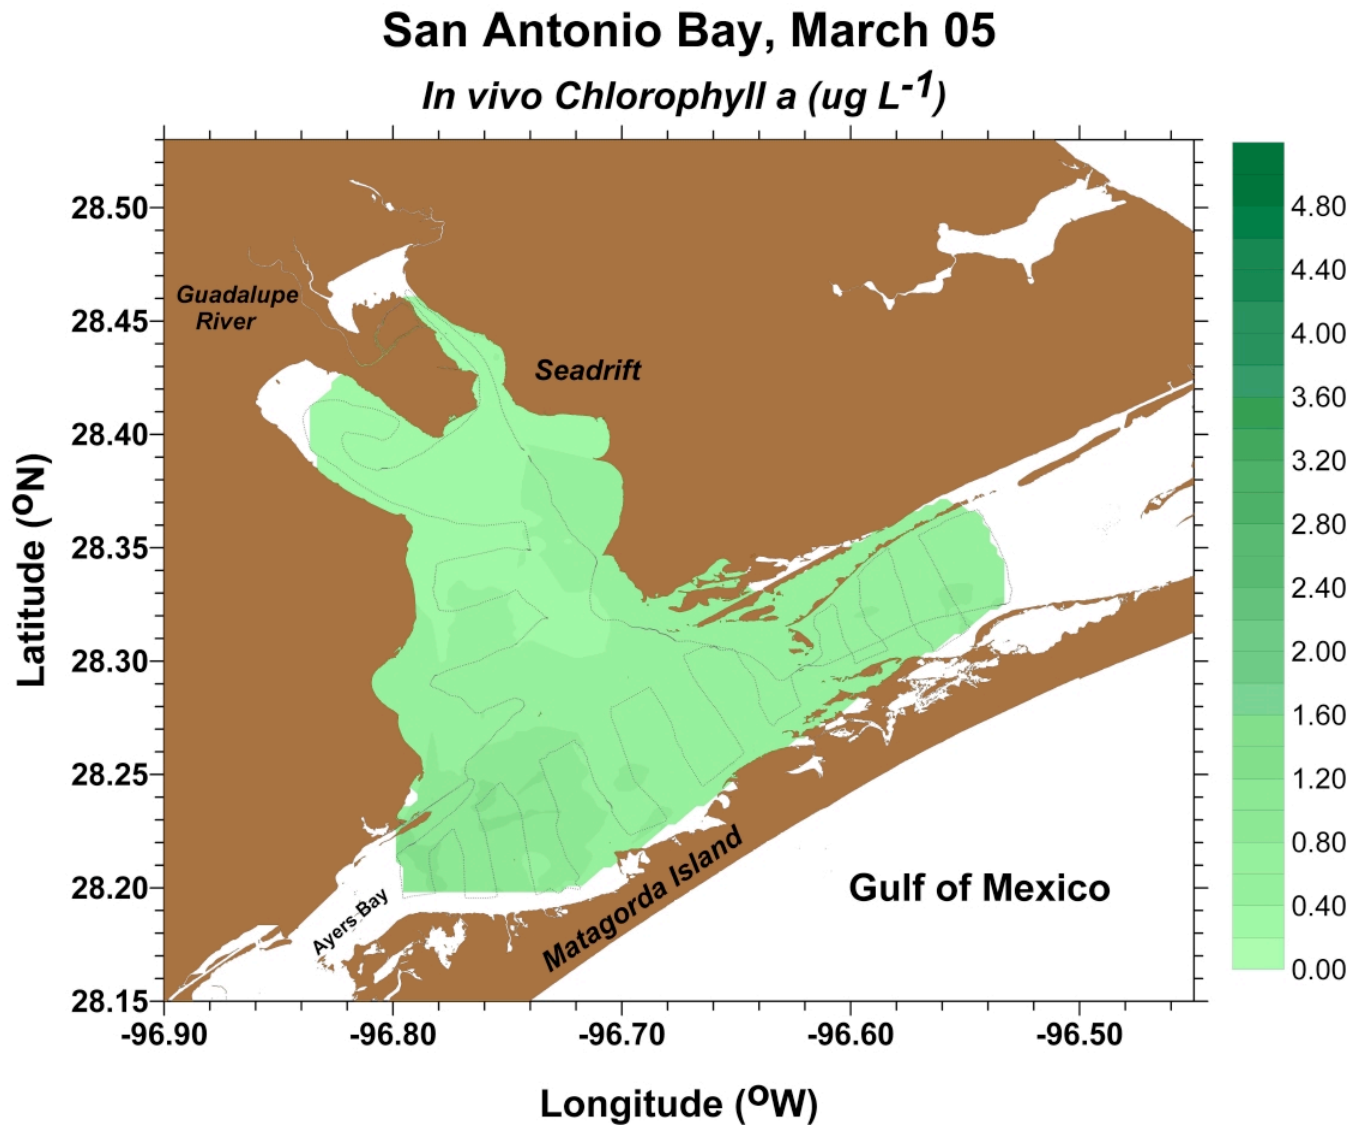 San Antonio Bay, March 05
In vivo Chlorophyll a (ug L-1)
28.50
28.45
28.40
28.35
28.30
28.25
28.20
28.15
Latitude (oN)
Guadalupe
River
Seadrift
Ayers Bay
Matagorda Island
Gulf of Mexico
-96.90
-96.80
-96.70
-96.60
-96.50
Longitude (oW)
4.80
4.40
4.00
3.60
3.20
2.80
2.40
2.00
1.60
1.20
0.80
0.40
0.00